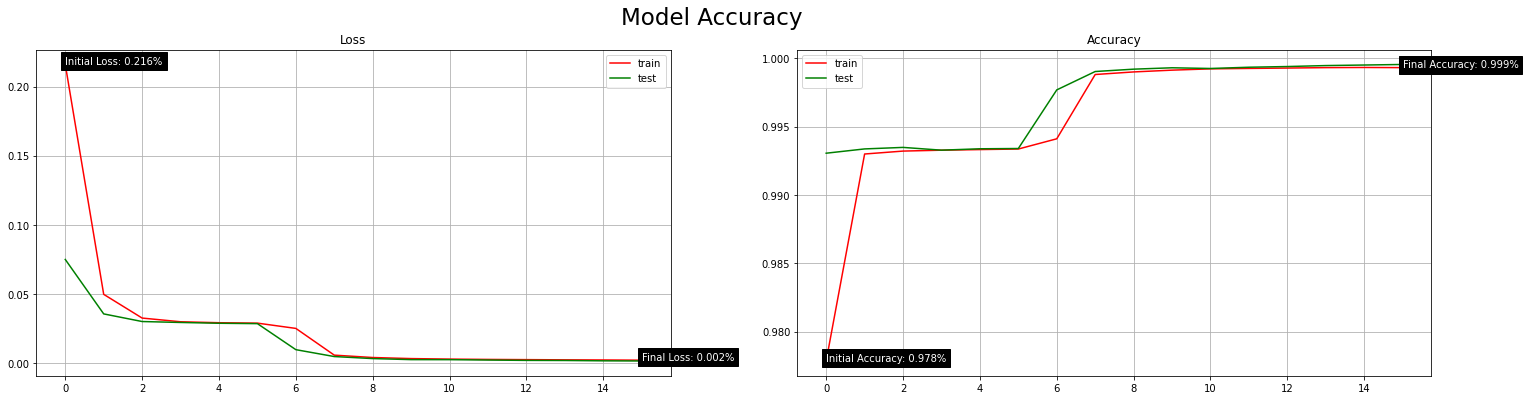 Model Accuracy
Loss
Initial Loss: 0.216%
train
test
0.20
0.15
0.10
0.05
0.00
Final Loss: 0.002%
0 2 4 6 8 10 12 14
Accuracy
train
test
Final Accuracy: 0.999%
1.000
0.995
0.990
0.985
0.980
Initial Accuracy: 0.978%
0 2 4 6 8 10 12 14